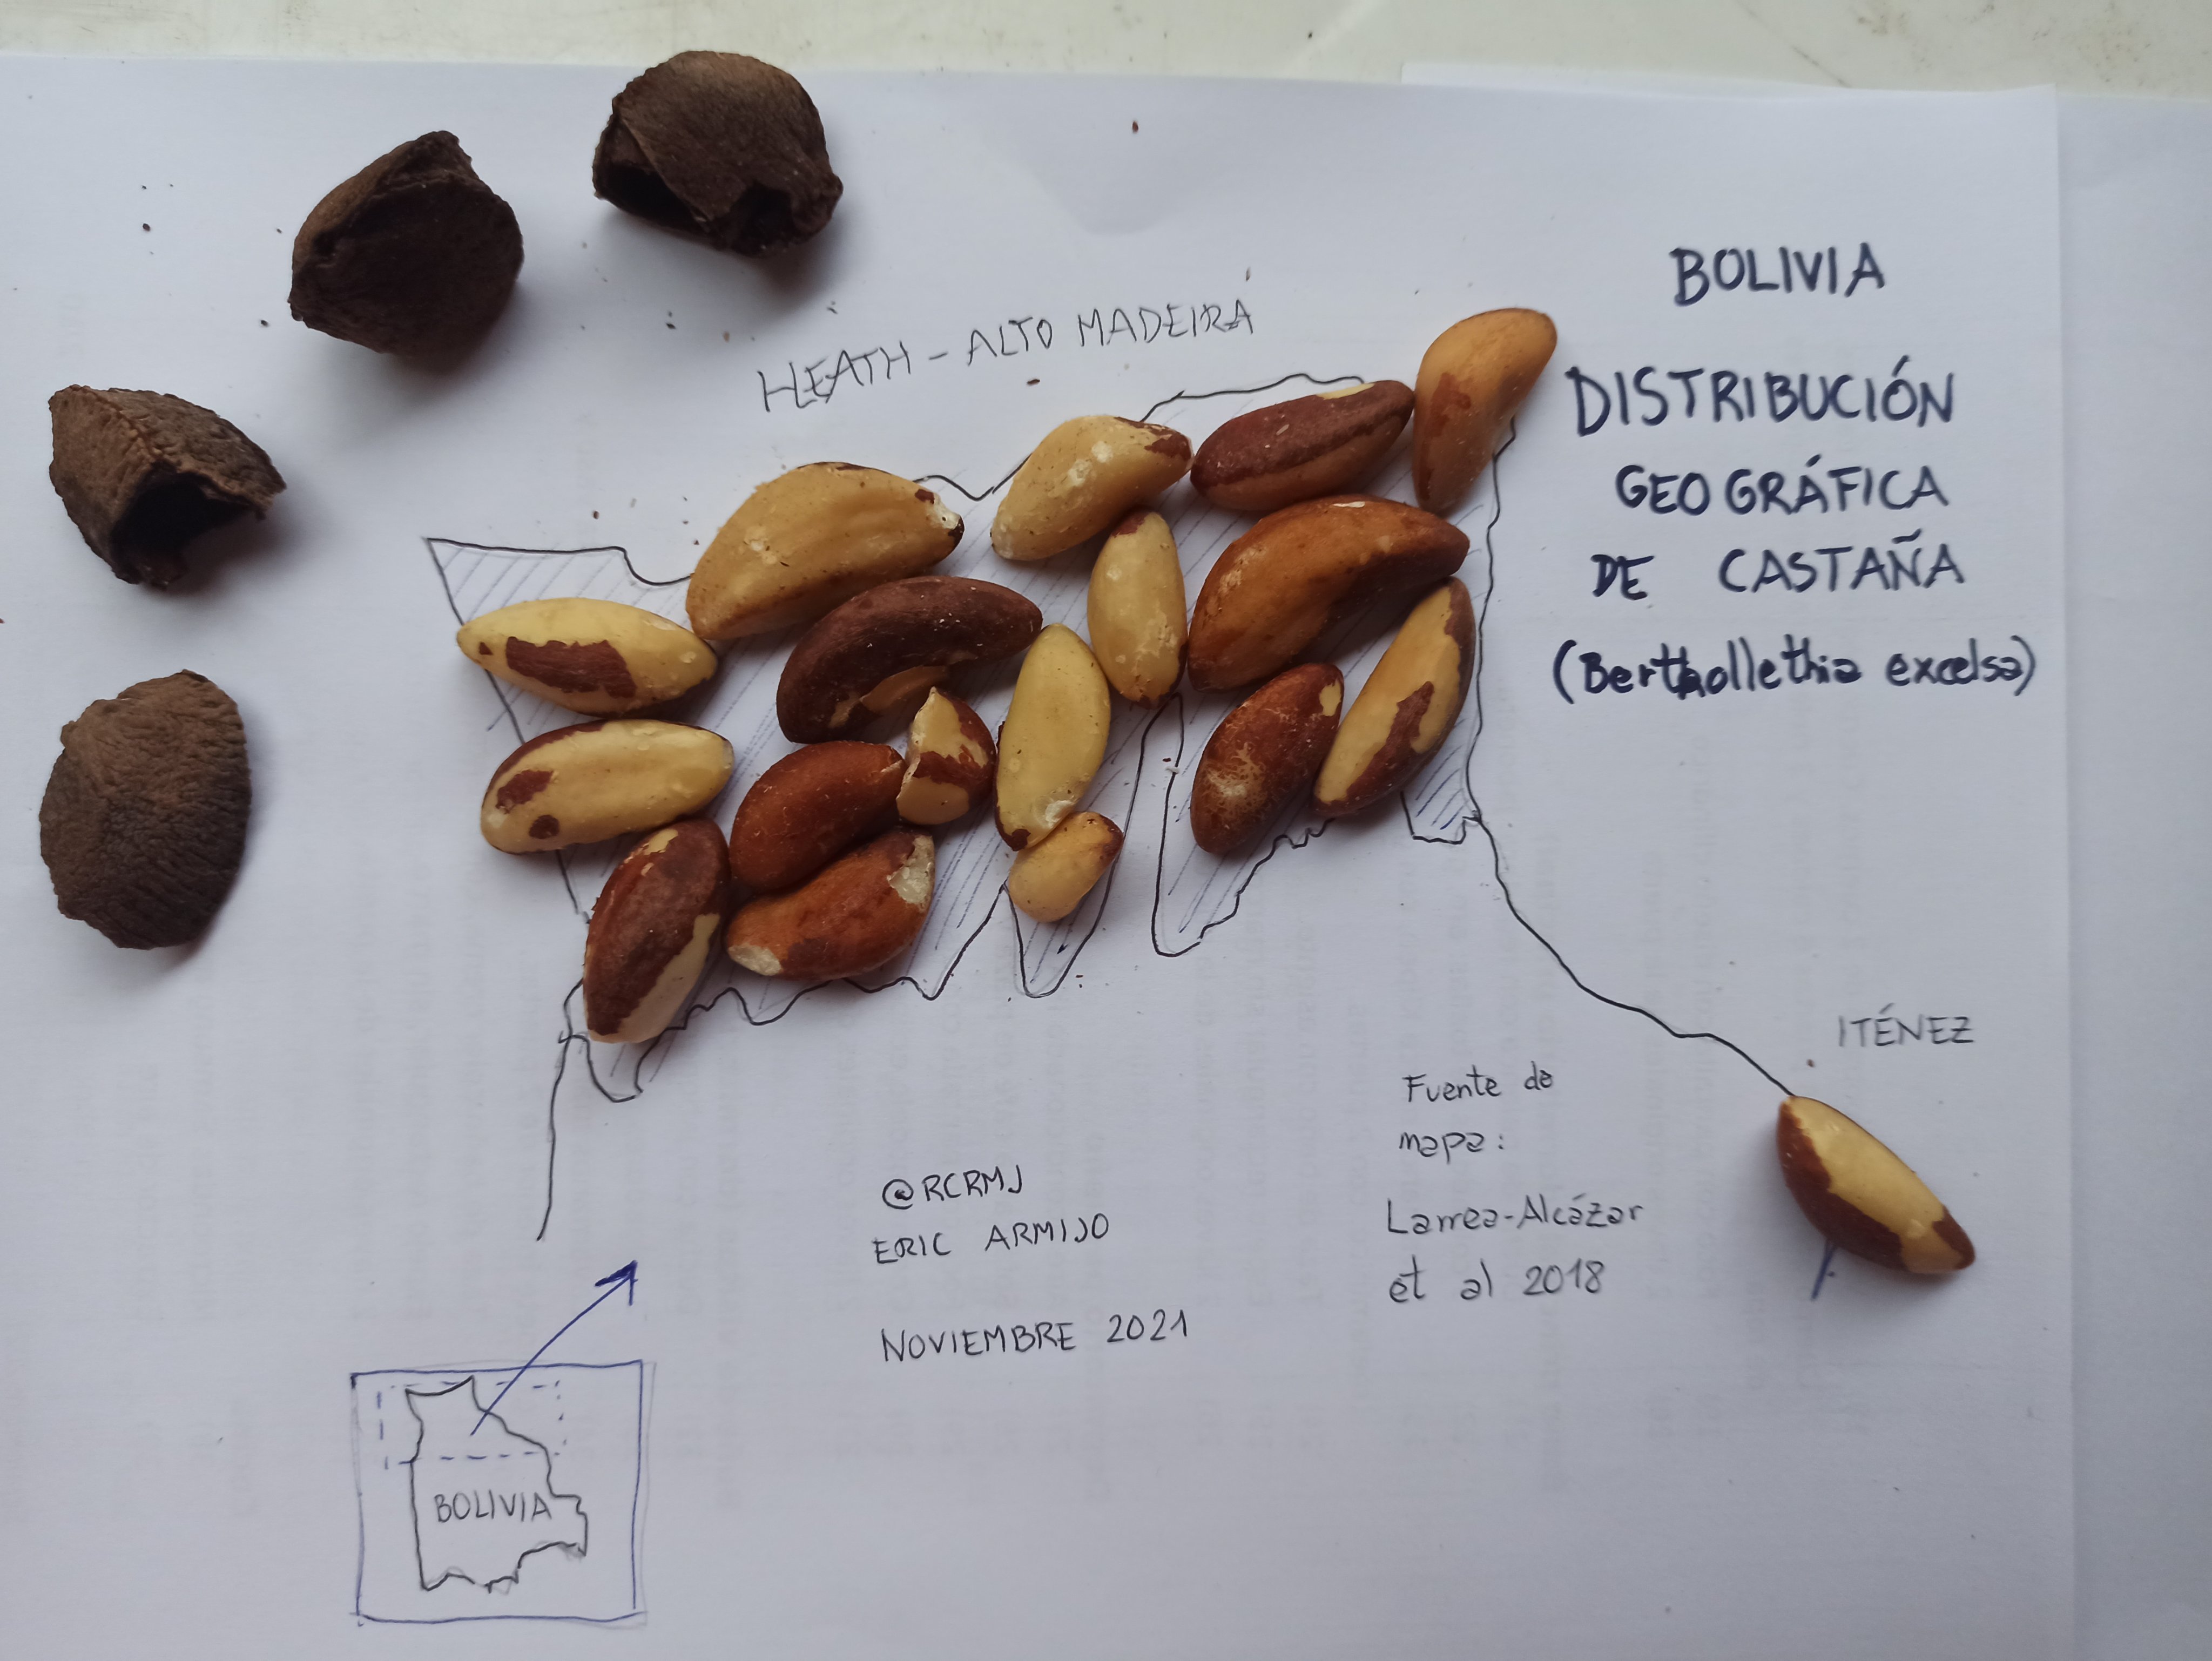 HEATH - ALTO MADEIRA
BOLIVIA
DISTRIBUCIÓN
GEOGRÁFICA
DE CASTAÑA
(Berthollethia excelsa)
ITÉNEZ
Fuente de
mapa:
Larrea-Alcázar
et al 2018
@RCRMJ
ERIC ARMIJO
NOVIEMBRE 2021
BOLIVIA